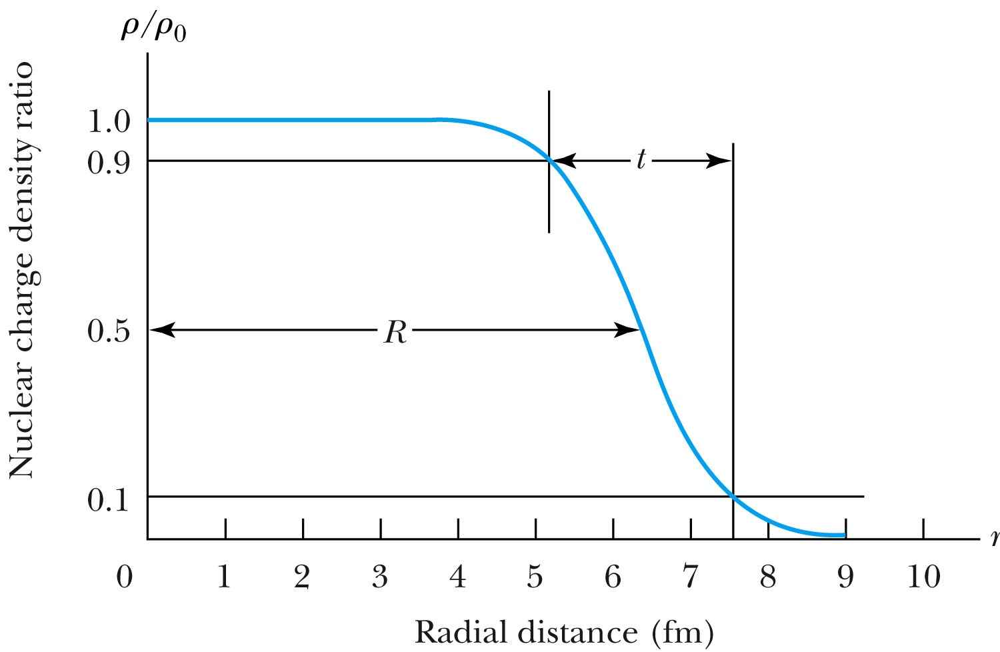 ρ/ρ0
Nuclear charge density ratio
1.0
0.9
t
0.5
R
0.1
r
0 1 2 3 4 5 6 7 8 9 10
Radial distance (fm)